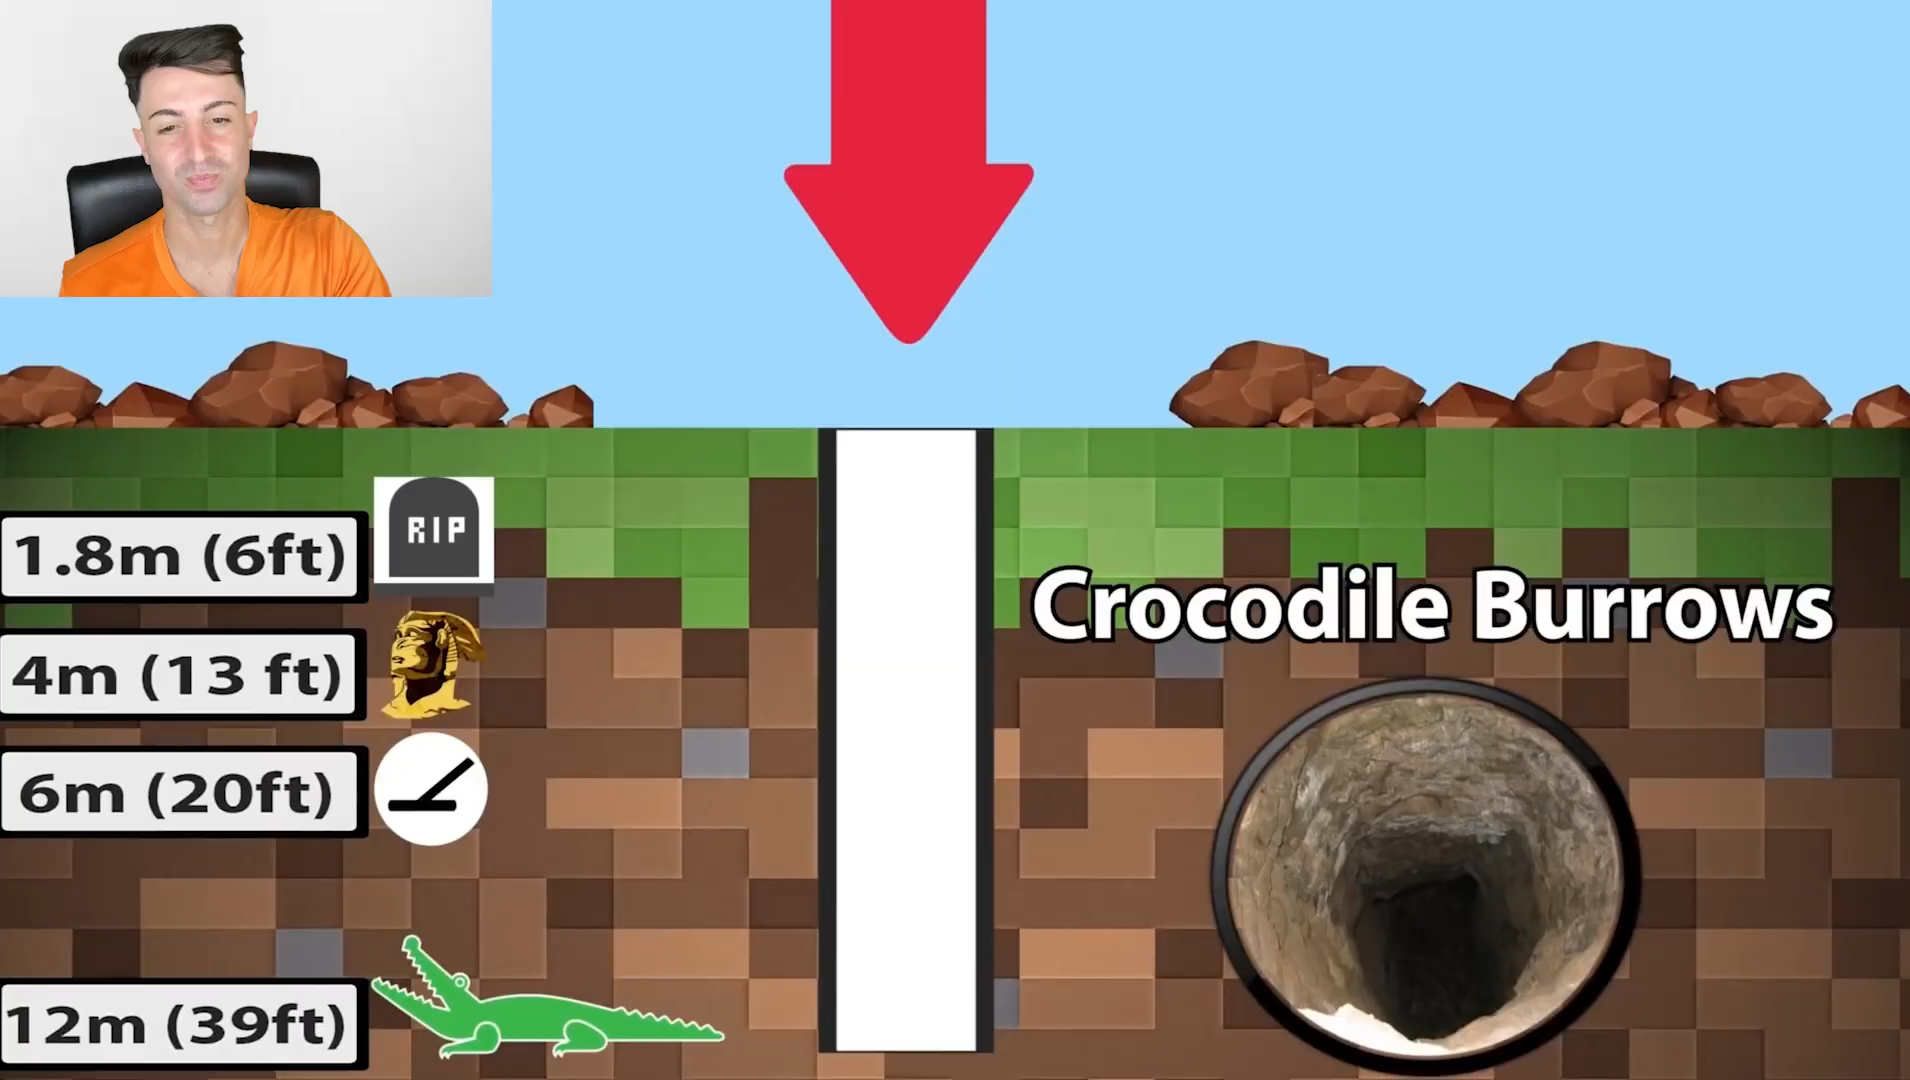 RIP
1.8m (6ft)
4m (13 ft)
6m (20ft)
12m (39ft)
Crocodile Burrows